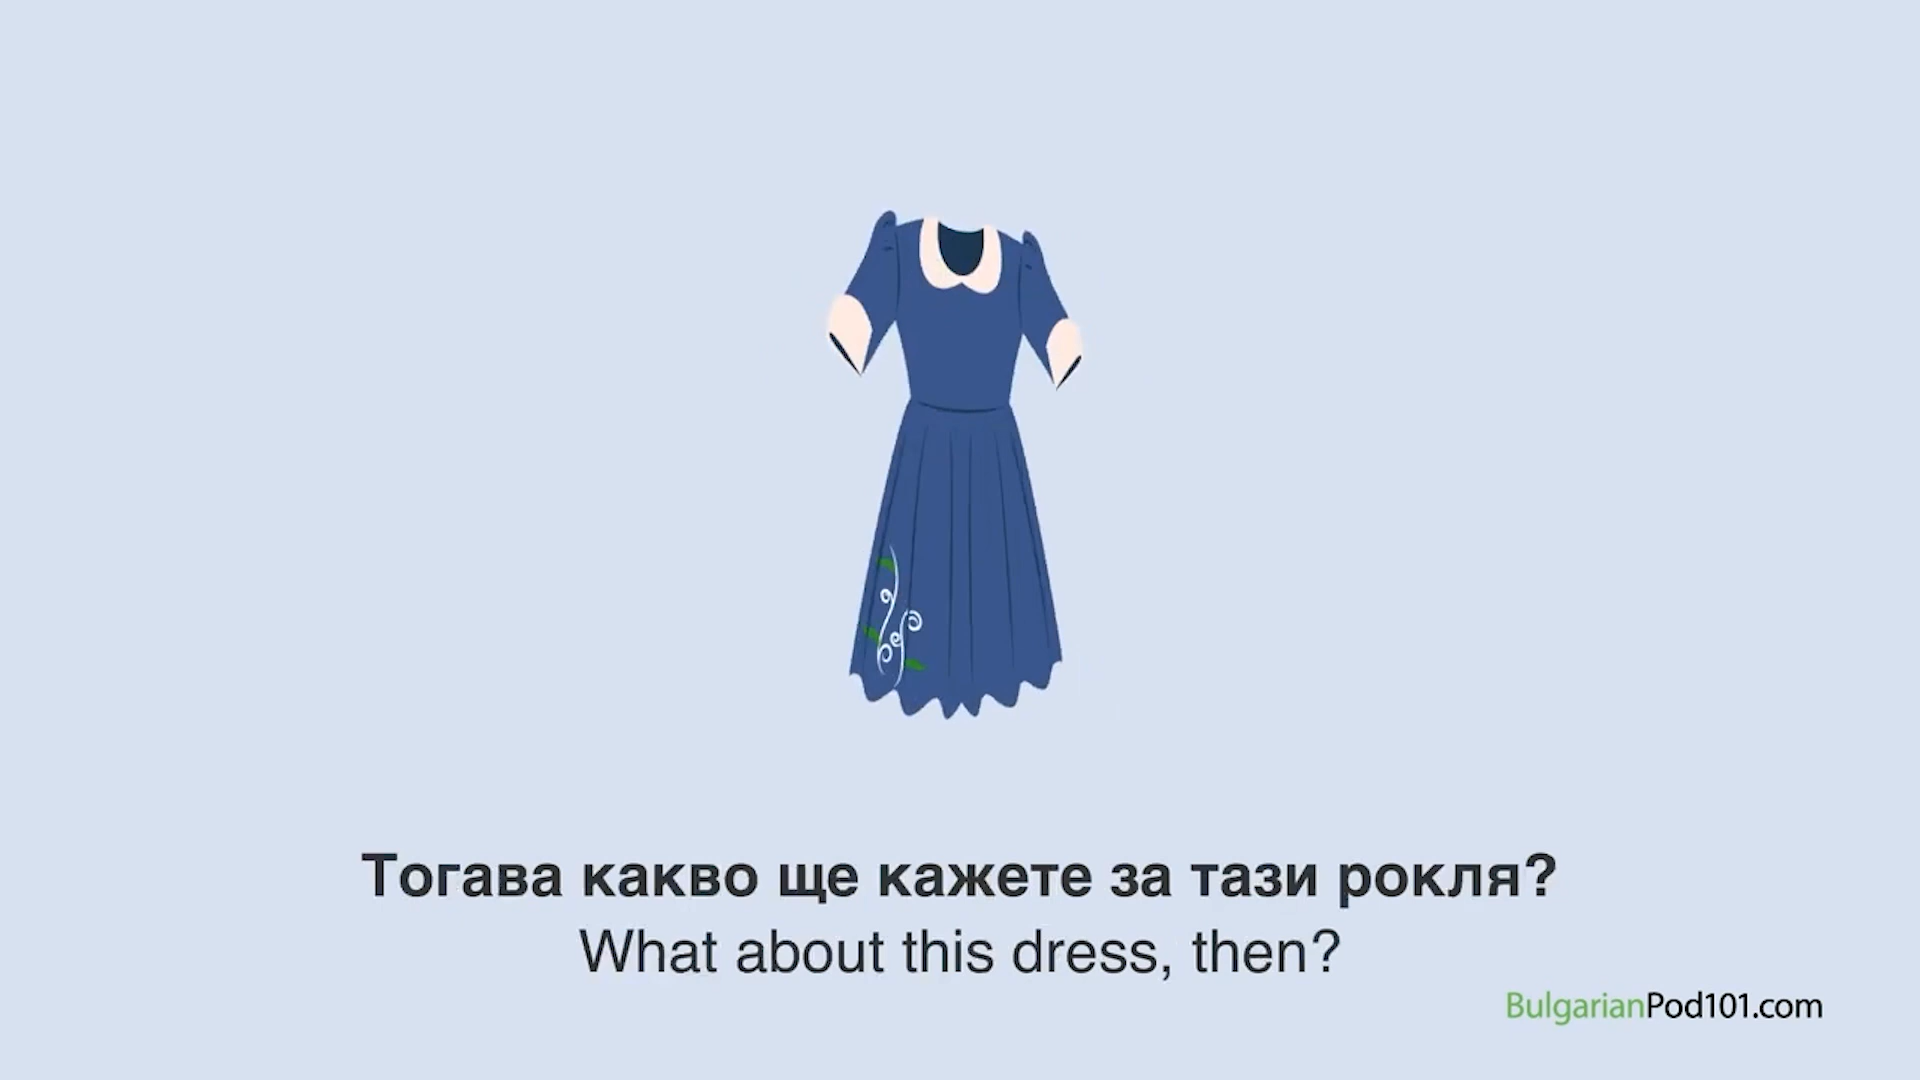 Тогава какво ще кажете за тази рокля?
What about this dress, then?
BulgarianPod101.com